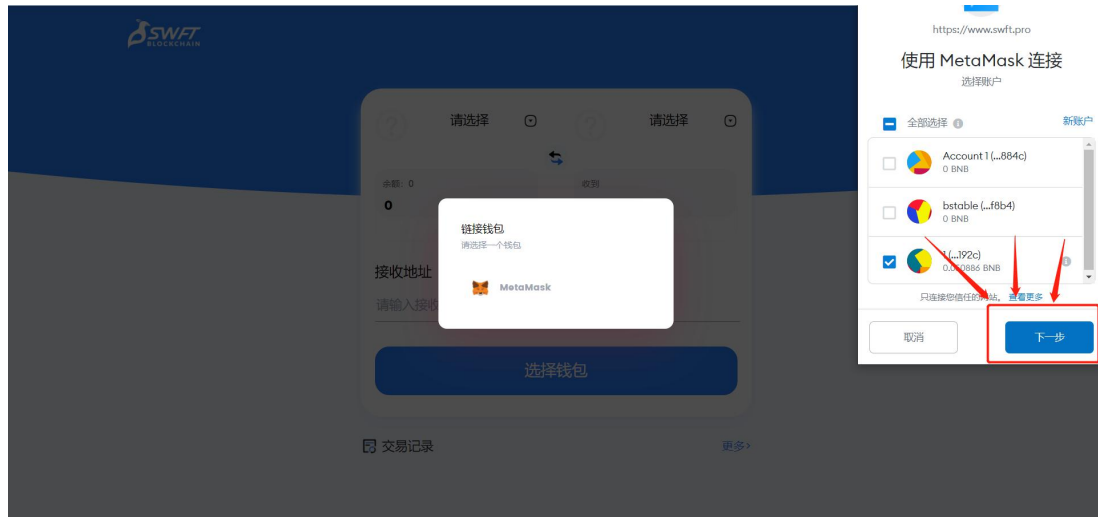 SWFT
BLOCKCHAIN
请选择
请选择
余额: 0
收到
0
接收地址
请输入接收
选择钱包
交易记录
更多>
链接钱包
请选择一个钱包
MetaMask
https://www.swft.pro
使用 MetaMask 连接
选择账户
全部选择
新账户
Account 1 (...884c)
0 BNB
bstable (...f8b4)
0 BNB
1 (...192c)
BNB
只连接您信任的网站。 查看更多
取消
下一步